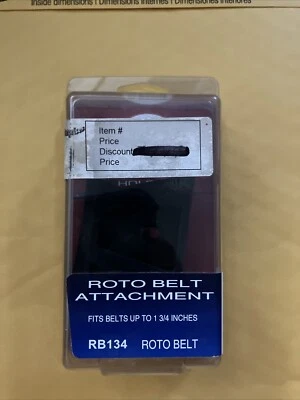 Inside dimensions | Dimensions internes | Dimensiones interiores
Item #
Price
Discount
Price
ROTO BELT
ATTACHMENT
FITS BELTS UP TO 1 3/4 INCHES
RB134 ROTO BELT